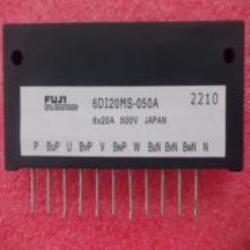 FUJI 6DI20MS-050A 2210
6x20A 500V JAPAN
P BuP U BvP V BwP W BuN BvN BwN N